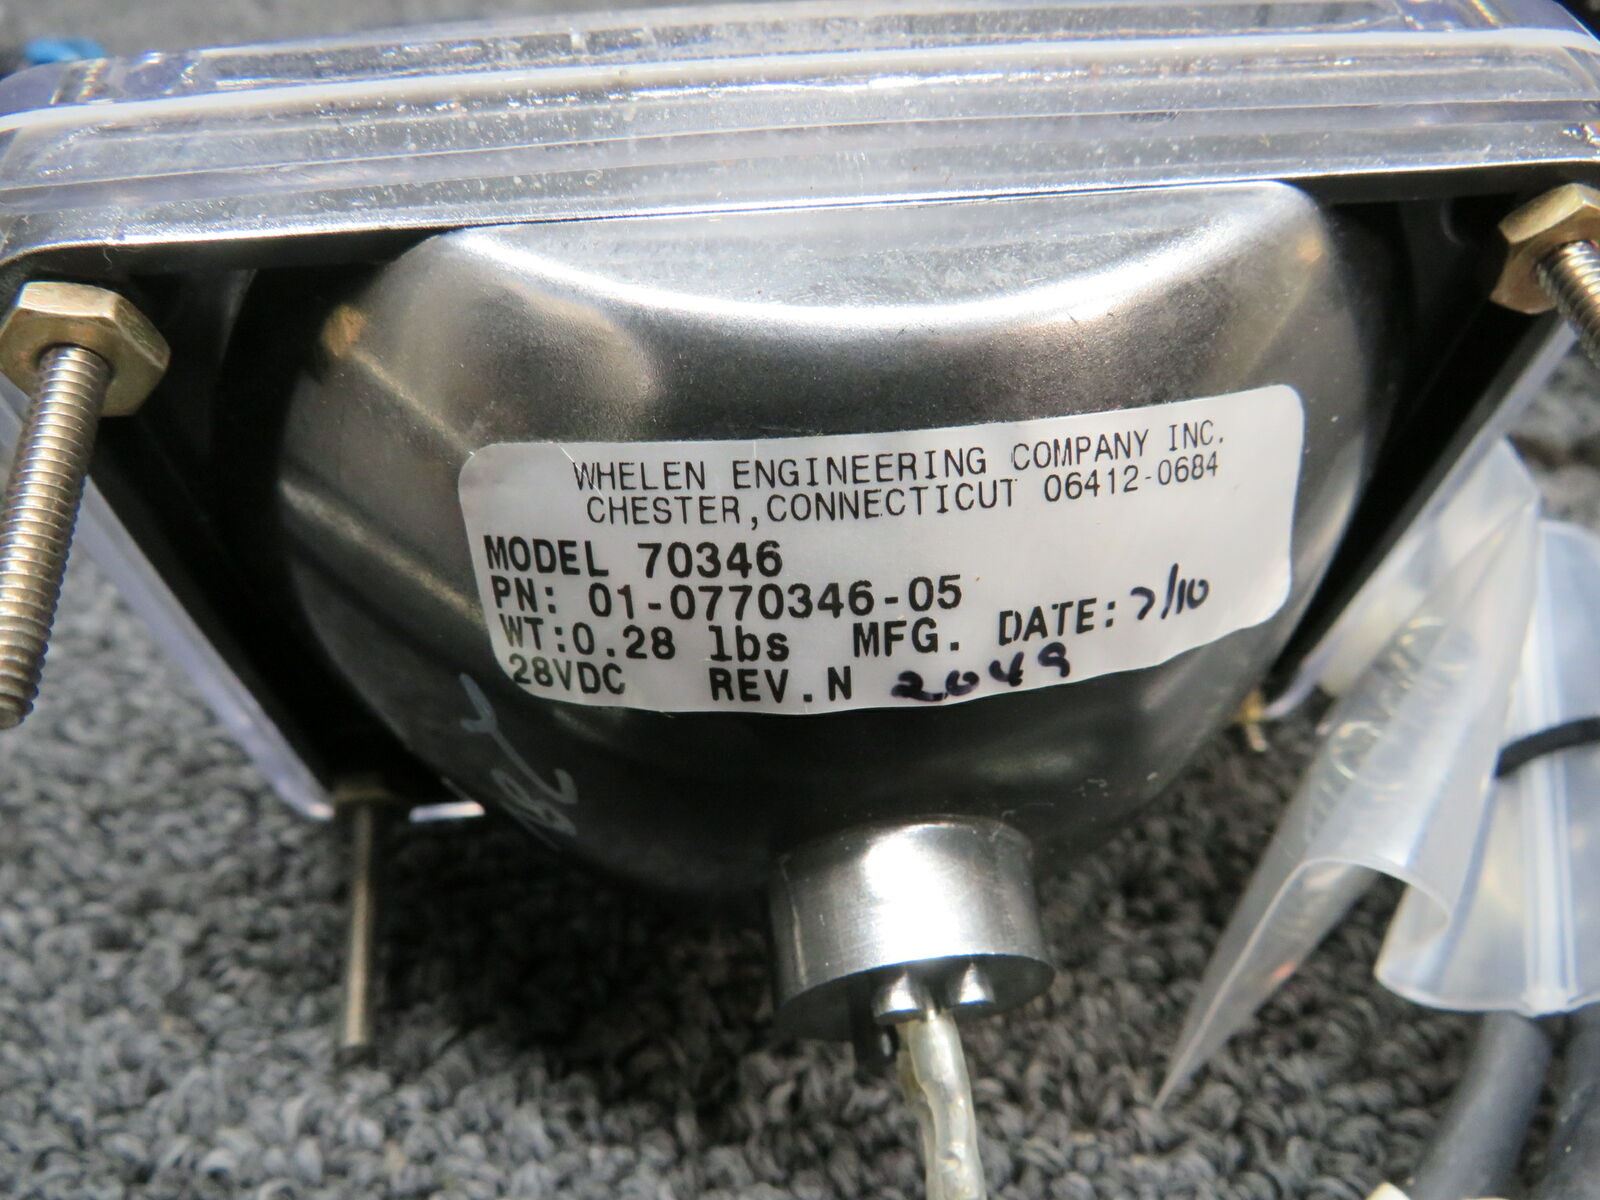 WHELEN ENGINEERING COMPANY INC.
CHESTER,CONNECTICUT 06412-0684
MODEL 70346
PN: 01-0770346-05
WT:0.28 lbs MFG. DATE: 7/10
28VDC REV.N 2049